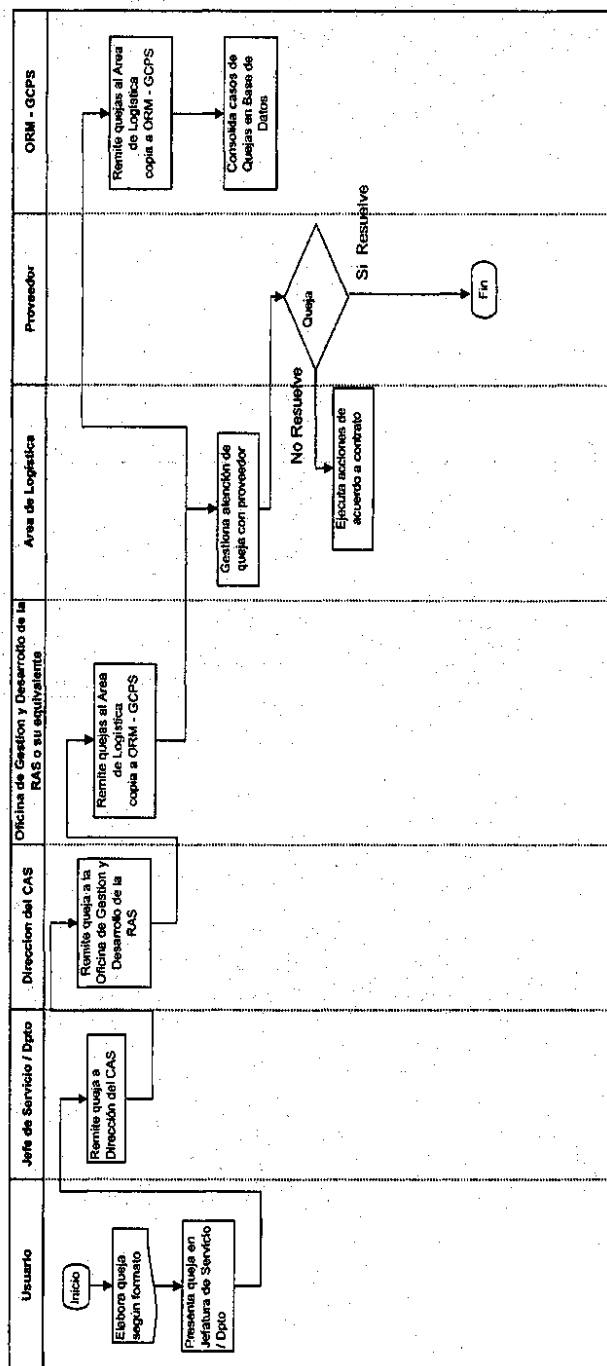 Usuario
Jefe de Servicio / Dpto
Direccion del CAS
Oficina de Gestion y Desarrollo de la
RAS o su equivalente
Area de Logística
Proveedor
ORM - GCPS
Inicio
Elabora queja
según formato
Presenta queja en
Jefatura de Servicio
/ Dpto
Remite queja a
Dirección del CAS
Remite queja a la
Oficina de Gestion y
Desarrollo de la
RAS
Remite quejas al Area
de Logística
copia a ORM - GCPS
Gestiona atención de
queja con proveedor
No Resuelve
Ejecuta acciones de
acuerdo a contrato
Queja
Si Resuelve
Fin
Remite quejas al Area
de Logística
copia a ORM - GCPS
Consolida casos de
Quejas en Base de
Datos